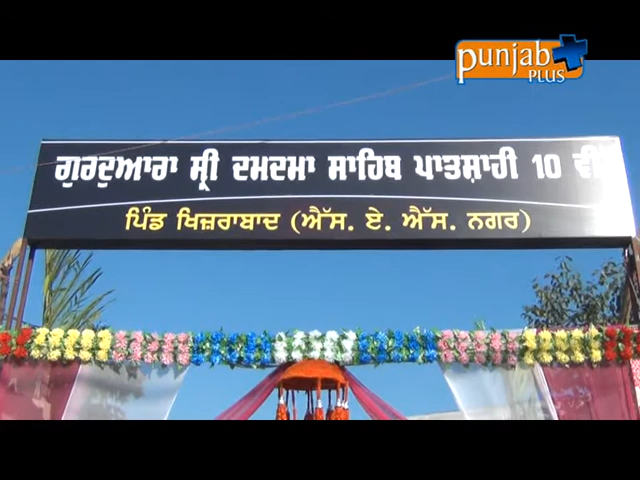 punjab
PLUS
ਗੁਰਦੁਆਰਾ ਸ੍ਰੀ ਦਮਦਮਾ ਸਾਹਿਬ ਪਾਤਸ਼ਾਹੀ 10 ਵੀਂ
ਪਿੰਡ ਖਿਜ਼ਰਾਬਾਦ (ਐੱਸ. ਏ. ਐੱਸ. ਨਗਰ)